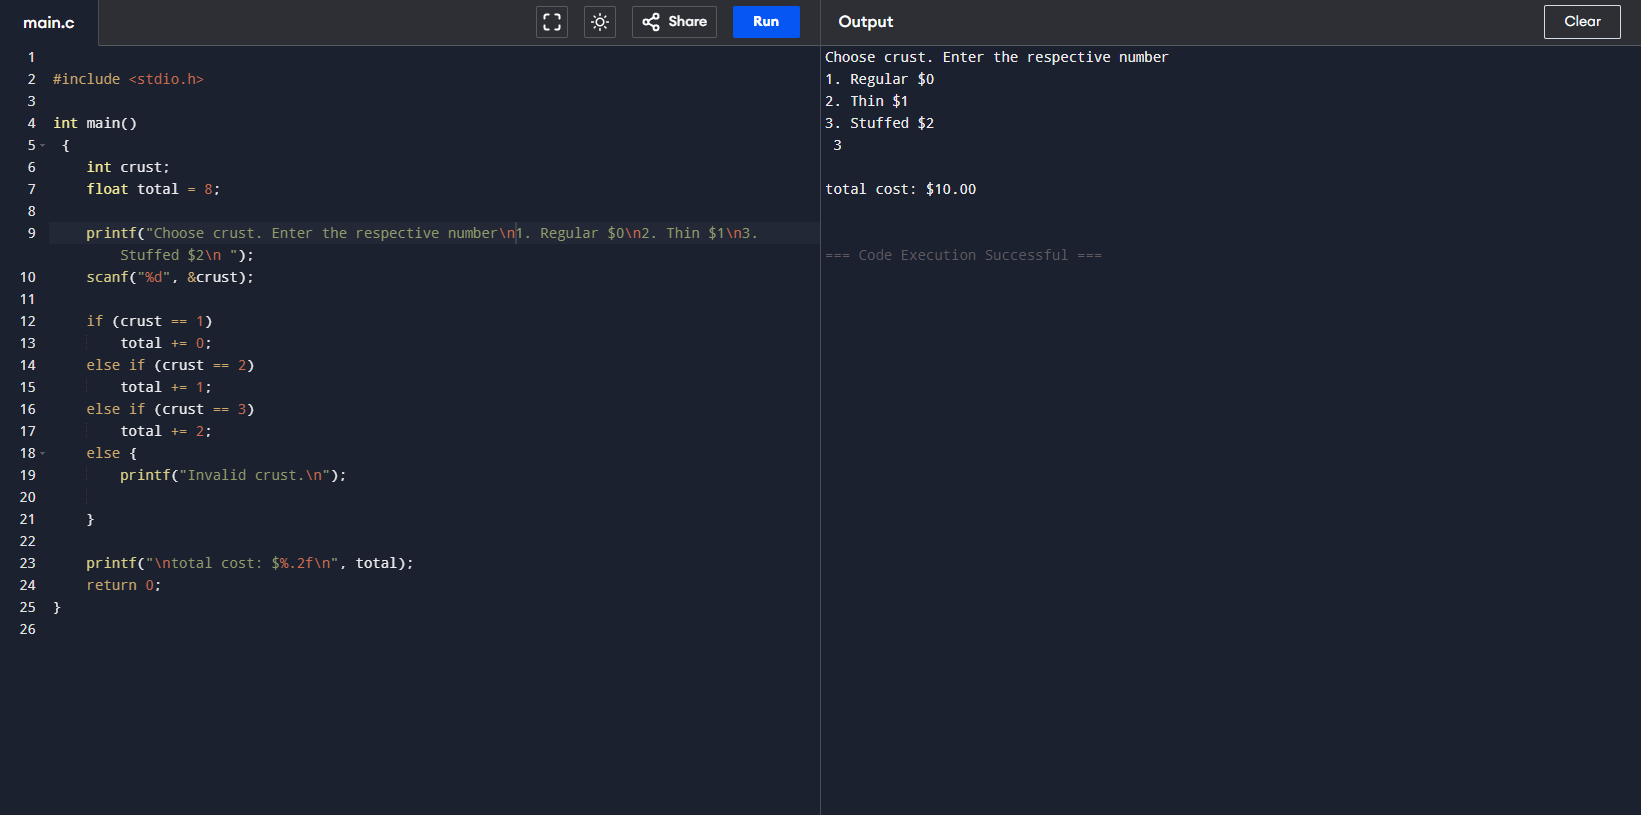 main.c
Share
Run
Output
Clear
1
2 #include <stdio.h>
3
4 int main()
5 {
6 int crust;
7 float total = 8;
8
9 printf("Choose crust. Enter the respective number\n1. Regular $0\n2. Thin $1\n3.
Stuffed $2\n ");
10 scanf("%d", &crust);
11
12 if (crust == 1)
13 total += 0;
14 else if (crust == 2)
15 total += 1;
16 else if (crust == 3)
17 total += 2;
18 else {
19 printf("Invalid crust.\n");
20
21 }
22
23 printf("\ntotal cost: $%.2f\n", total);
24 return 0;
25 }
26
Choose crust. Enter the respective number
1. Regular $0
2. Thin $1
3. Stuffed $2
3
total cost: $10.00
=== Code Execution Successful ===